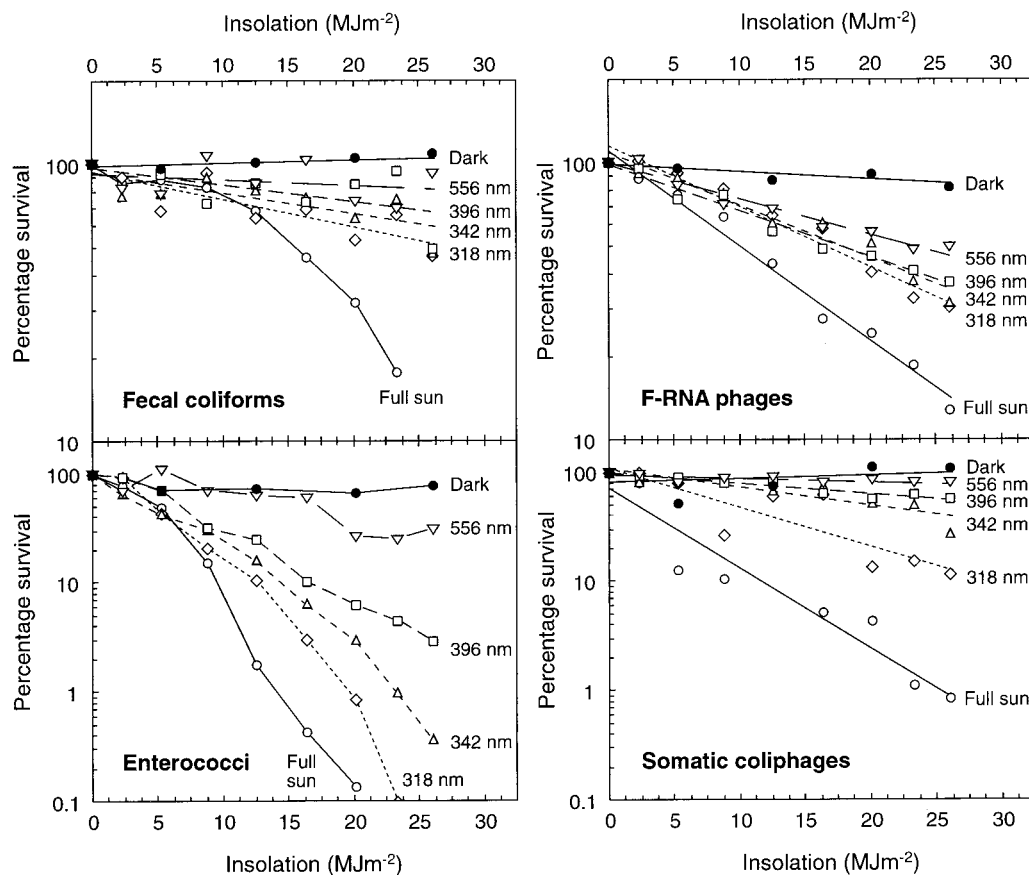 Insolation (MJm-2)
Insolation (MJm-2)
0 5 10 15 20 25 30
0 5 10 15 20 25 30
Percentage survival
100
Dark
556 nm
396 nm
342 nm
318 nm
Full sun
Fecal coliforms
Percentage survival
100
Dark
556 nm
396 nm
342 nm
318 nm
Full sun
F-RNA phages
Percentage survival
10
100
10
1
0.1
Dark
556 nm
396 nm
342 nm
318 nm
Full
sun
Enterococci
Percentage survival
10
100
10
1
0.1
Dark
556 nm
396 nm
342 nm
318 nm
Full sun
Somatic coliphages
0 5 10 15 20 25 30
0 5 10 15 20 25 30
Insolation (MJm-2)
Insolation (MJm-2)